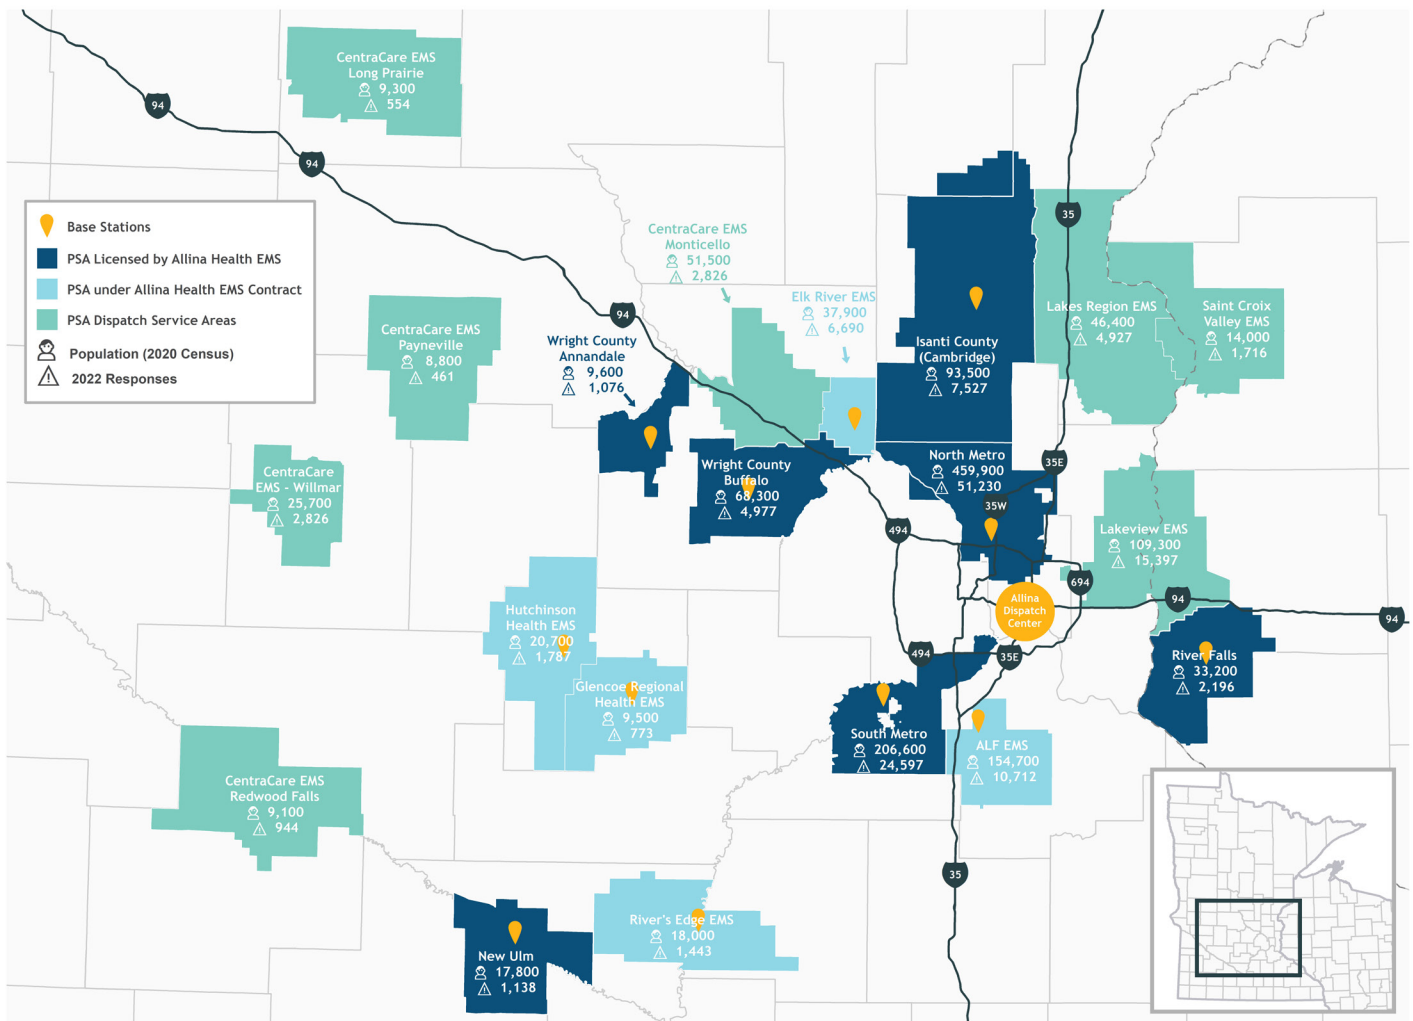 CentraCare EMS
Long Prairie
9,300
554
94
94
Base Stations
PSA Licensed by Allina Health EMS
PSA under Allina Health EMS Contract
PSA Dispatch Service Areas
Population (2020 Census)
2022 Responses
35
CentraCare EMS
Monticello
51,500
2,826
Elk River EMS
37,900
6,690
94
Wright County
Annandale
9,600
1,076
CentraCare EMS
Payneville
8,800
461
Isanti County
(Cambridge)
93,500
7,527
Lakes Region EMS
46,400
4,927
Saint Croix
Valley EMS
14,000
1,716
CentraCare
EMS - Willmar
25,700
2,826
Wright County
Buffalo
68,300
4,977
North Metro
459,900
51,230
35E
35W
494
Lakeview EMS
109,300
15,397
694
94
94
Allina
Dispatch
Center
Hutchinson
Health EMS
20,700
1,787
Glencoe Regional
Health EMS
9,500
773
494
35E
River Falls
33,200
2,196
South Metro
206,600
24,597
ALF EMS
154,700
10,712
CentraCare EMS
Redwood Falls
9,100
944
35
New Ulm
17,800
1,138
River's Edge EMS
18,000
1,443